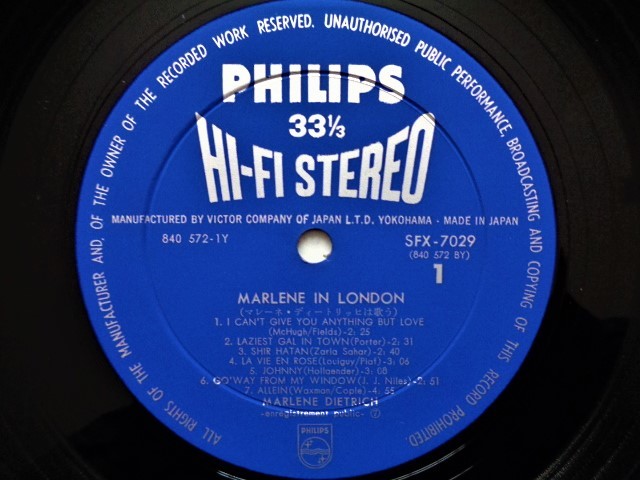 ALL RIGHTS OF THE MANUFACTURER AND, OF THE OWNER OF THE RECORDED WORK RESERVED. UNAUTHORISED PUBLIC PERFORMANCE, BROADCASTING AND COPYING OF THIS RECORD PROHIBITED.
PHILIPS
33⅓
HI-FI STEREO
MANUFACTURED BY VICTOR COMPANY OF JAPAN L.T.D. YOKOHAMA · MADE IN JAPAN
840 572-1Y
SFX-7029
(840 572 BY)
1
MARLENE IN LONDON
(マレーネ・ディートリッヒは歌う)
1. I CAN'T GIVE YOU ANYTHING BUT LOVE
(McHugh/Fields)-2: 25
2. LAZIEST GAL IN TOWN(Porter)-2: 31
3. SHIR HATAN(Zaria Sahar)-2: 40
4. LA VIE EN ROSE(Louiguy/Piaf)-2: 31
5. JOHNNY(Hollaender)-3: 08
6. GO'WAY FROM MY WINDOW(J. J. Niles)-2: 51
7. ALLEIN(Waxman/Cople)-4. 55
MARLENE DIETRICH
-enregistrement public- ②
PHILIPS